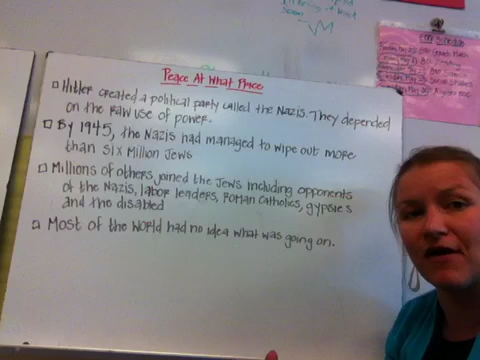 Peace At What Place
Hitler created a political party called the Nazis. They depended
on the raw use of power.
By 1945, the Nazis had managed to wipe out more
than six Million Jews
Millions of others joined the Jews including opponents
of the Nazis, labor leaders, Roman Catholics, gypsies
and the disabled
Most of the World had no idea what was going on.